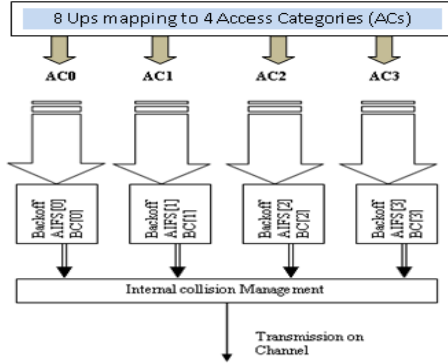 8 Ups mapping to 4 Access Categories (ACs)
AC0
AC1
AC2
AC3
Backoff
AIFS[0]
BC[0]
Backoff
AIFS[1]
BC[1]
Backoff
AIFS[2]
BC[2]
Backoff
AIFS[3]
BC[3]
Internal collision Management
Transmission on
Channel